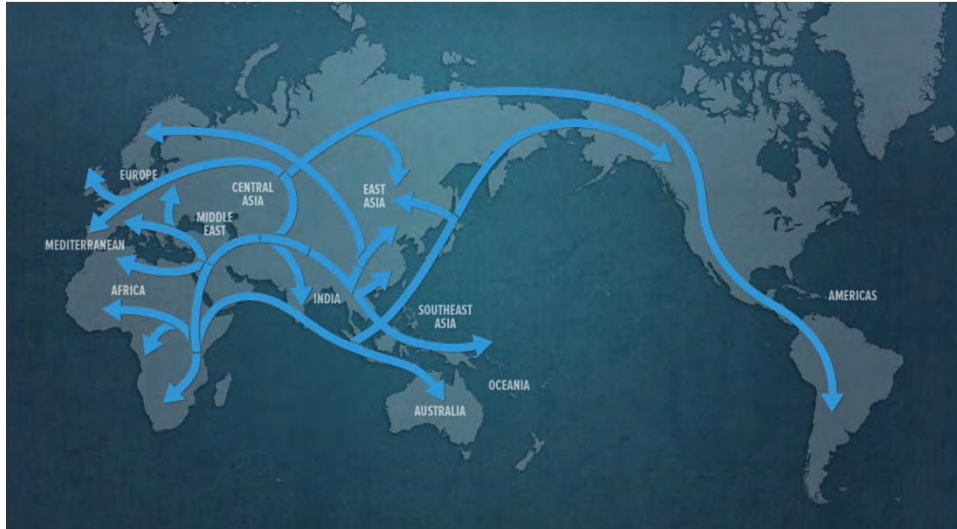 EUROPE
CENTRAL
ASIA
EAST
ASIA
MIDDLE
EAST
MEDITERRANEAN
AFRICA
INDIA
SOUTHEAST
ASIA
AMERICAS
OCEANIA
AUSTRALIA